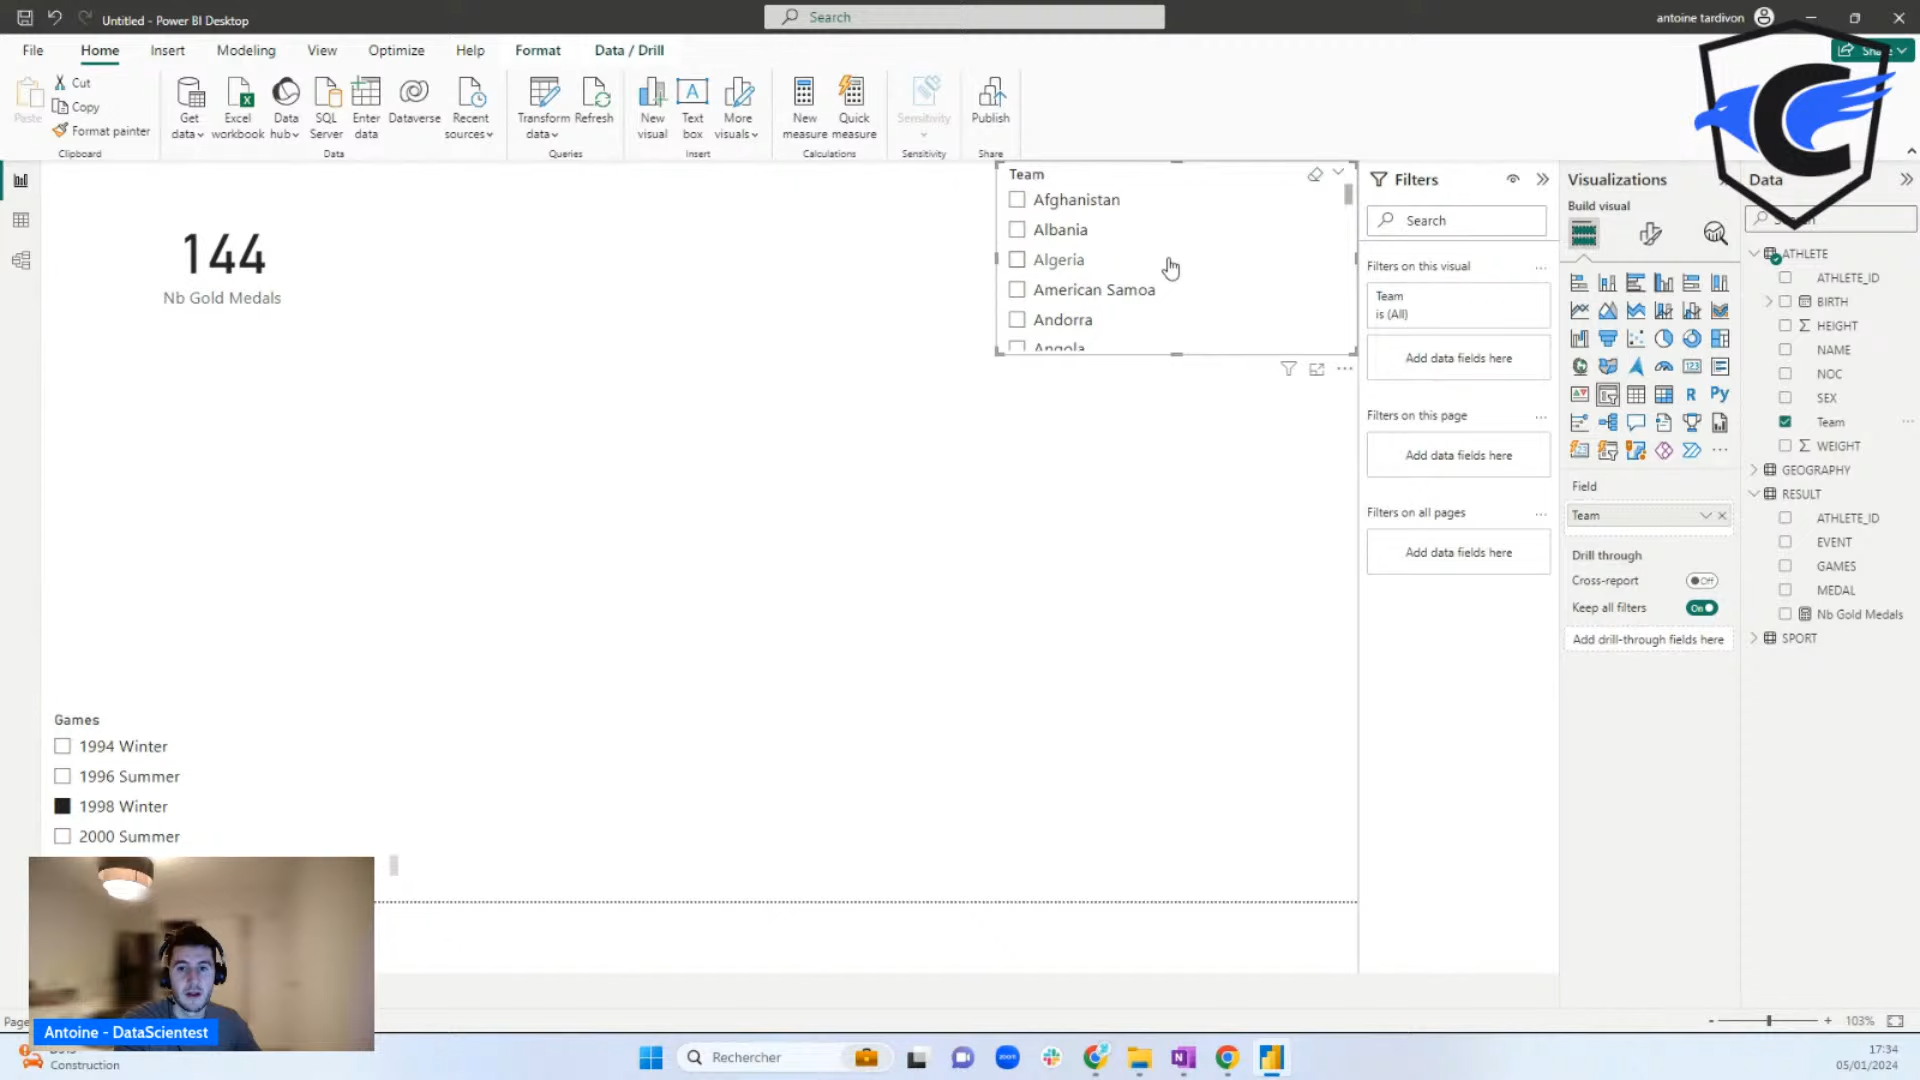 Untitled - Power BI Desktop
Search
antoine tardivon
File
Home
Insert
Modeling
View
Optimize
Help
Format
Data / Drill
Paste
Cut
Copy
Format painter
Clipboard
Get data
Excel workbook
Data hub
SQL Server
Enter data
Dataverse
Recent sources
Data
Transform data
Refresh
Queries
New visual
Text box
More visuals
Insert
New measure
Quick measure
Calculations
Sensitivity
Sensitivity
Publish
Share
144
Nb Gold Medals
Team
Afghanistan
Albania
Algeria
American Samoa
Andorra
Angola
Games
1994 Winter
1996 Summer
1998 Winter
2000 Summer
Filters
Search
Filters on this visual
Team
is (All)
Add data fields here
Filters on this page
Add data fields here
Filters on all pages
Add data fields here
Visualizations
Build visual
Field
Team
Drill through
Cross-report
Off
Keep all filters
On
Add drill-through fields here
Data
ATHLETE
ATHLETE_ID
BIRTH
HEIGHT
NAME
NOC
SEX
Team
WEIGHT
GEOGRAPHY
RESULT
ATHLETE_ID
EVENT
GAMES
MEDAL
Nb Gold Medals
SPORT
Antoine - DataScientest
103%
Construction
Rechercher
17:34
05/01/2024